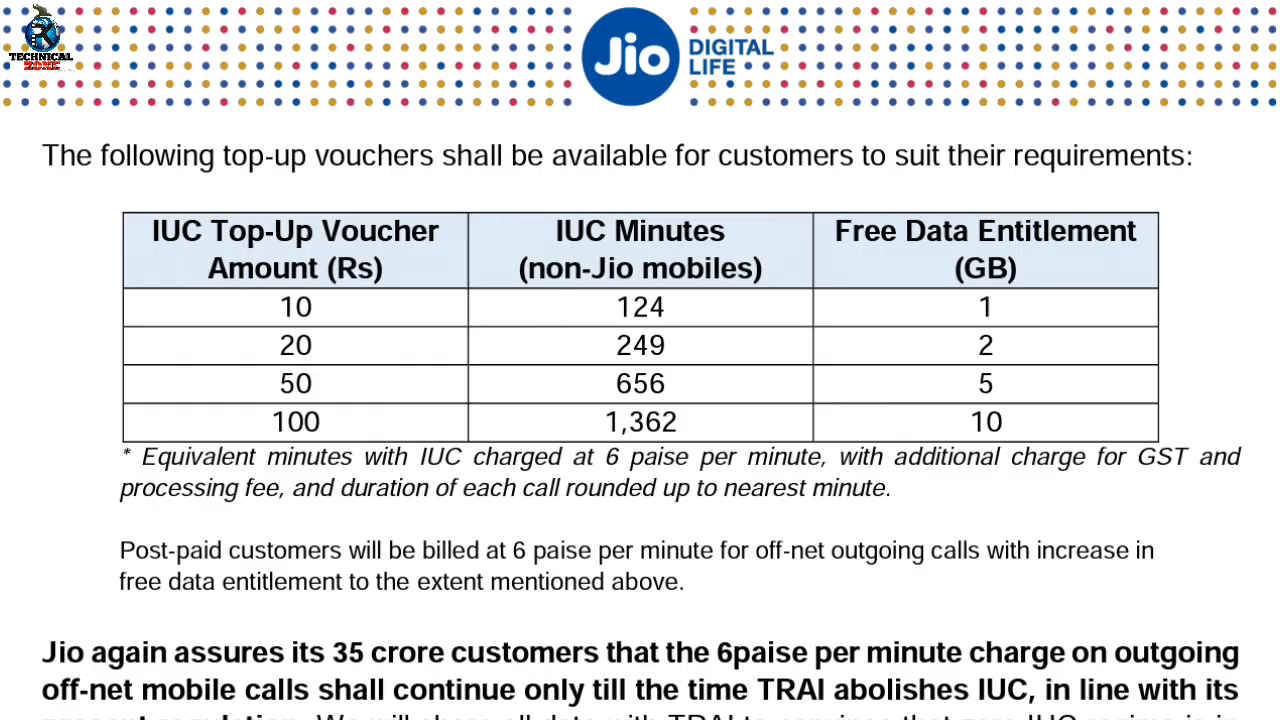 TECHNICAL
ZONE
Jio
DIGITAL
LIFE
The following top-up vouchers shall be available for customers to suit their requirements:
IUC Top-Up Voucher Amount (Rs) IUC Minutes (non-Jio mobiles) Free Data Entitlement (GB)
10 124 1
20 249 2
50 656 5
100 1,362 10
* Equivalent minutes with IUC charged at 6 paise per minute, with additional charge for GST and
processing fee, and duration of each call rounded up to nearest minute.
Post-paid customers will be billed at 6 paise per minute for off-net outgoing calls with increase in
free data entitlement to the extent mentioned above.
Jio again assures its 35 crore customers that the 6paise per minute charge on outgoing
off-net mobile calls shall continue only till the time TRAI abolishes IUC, in line with its